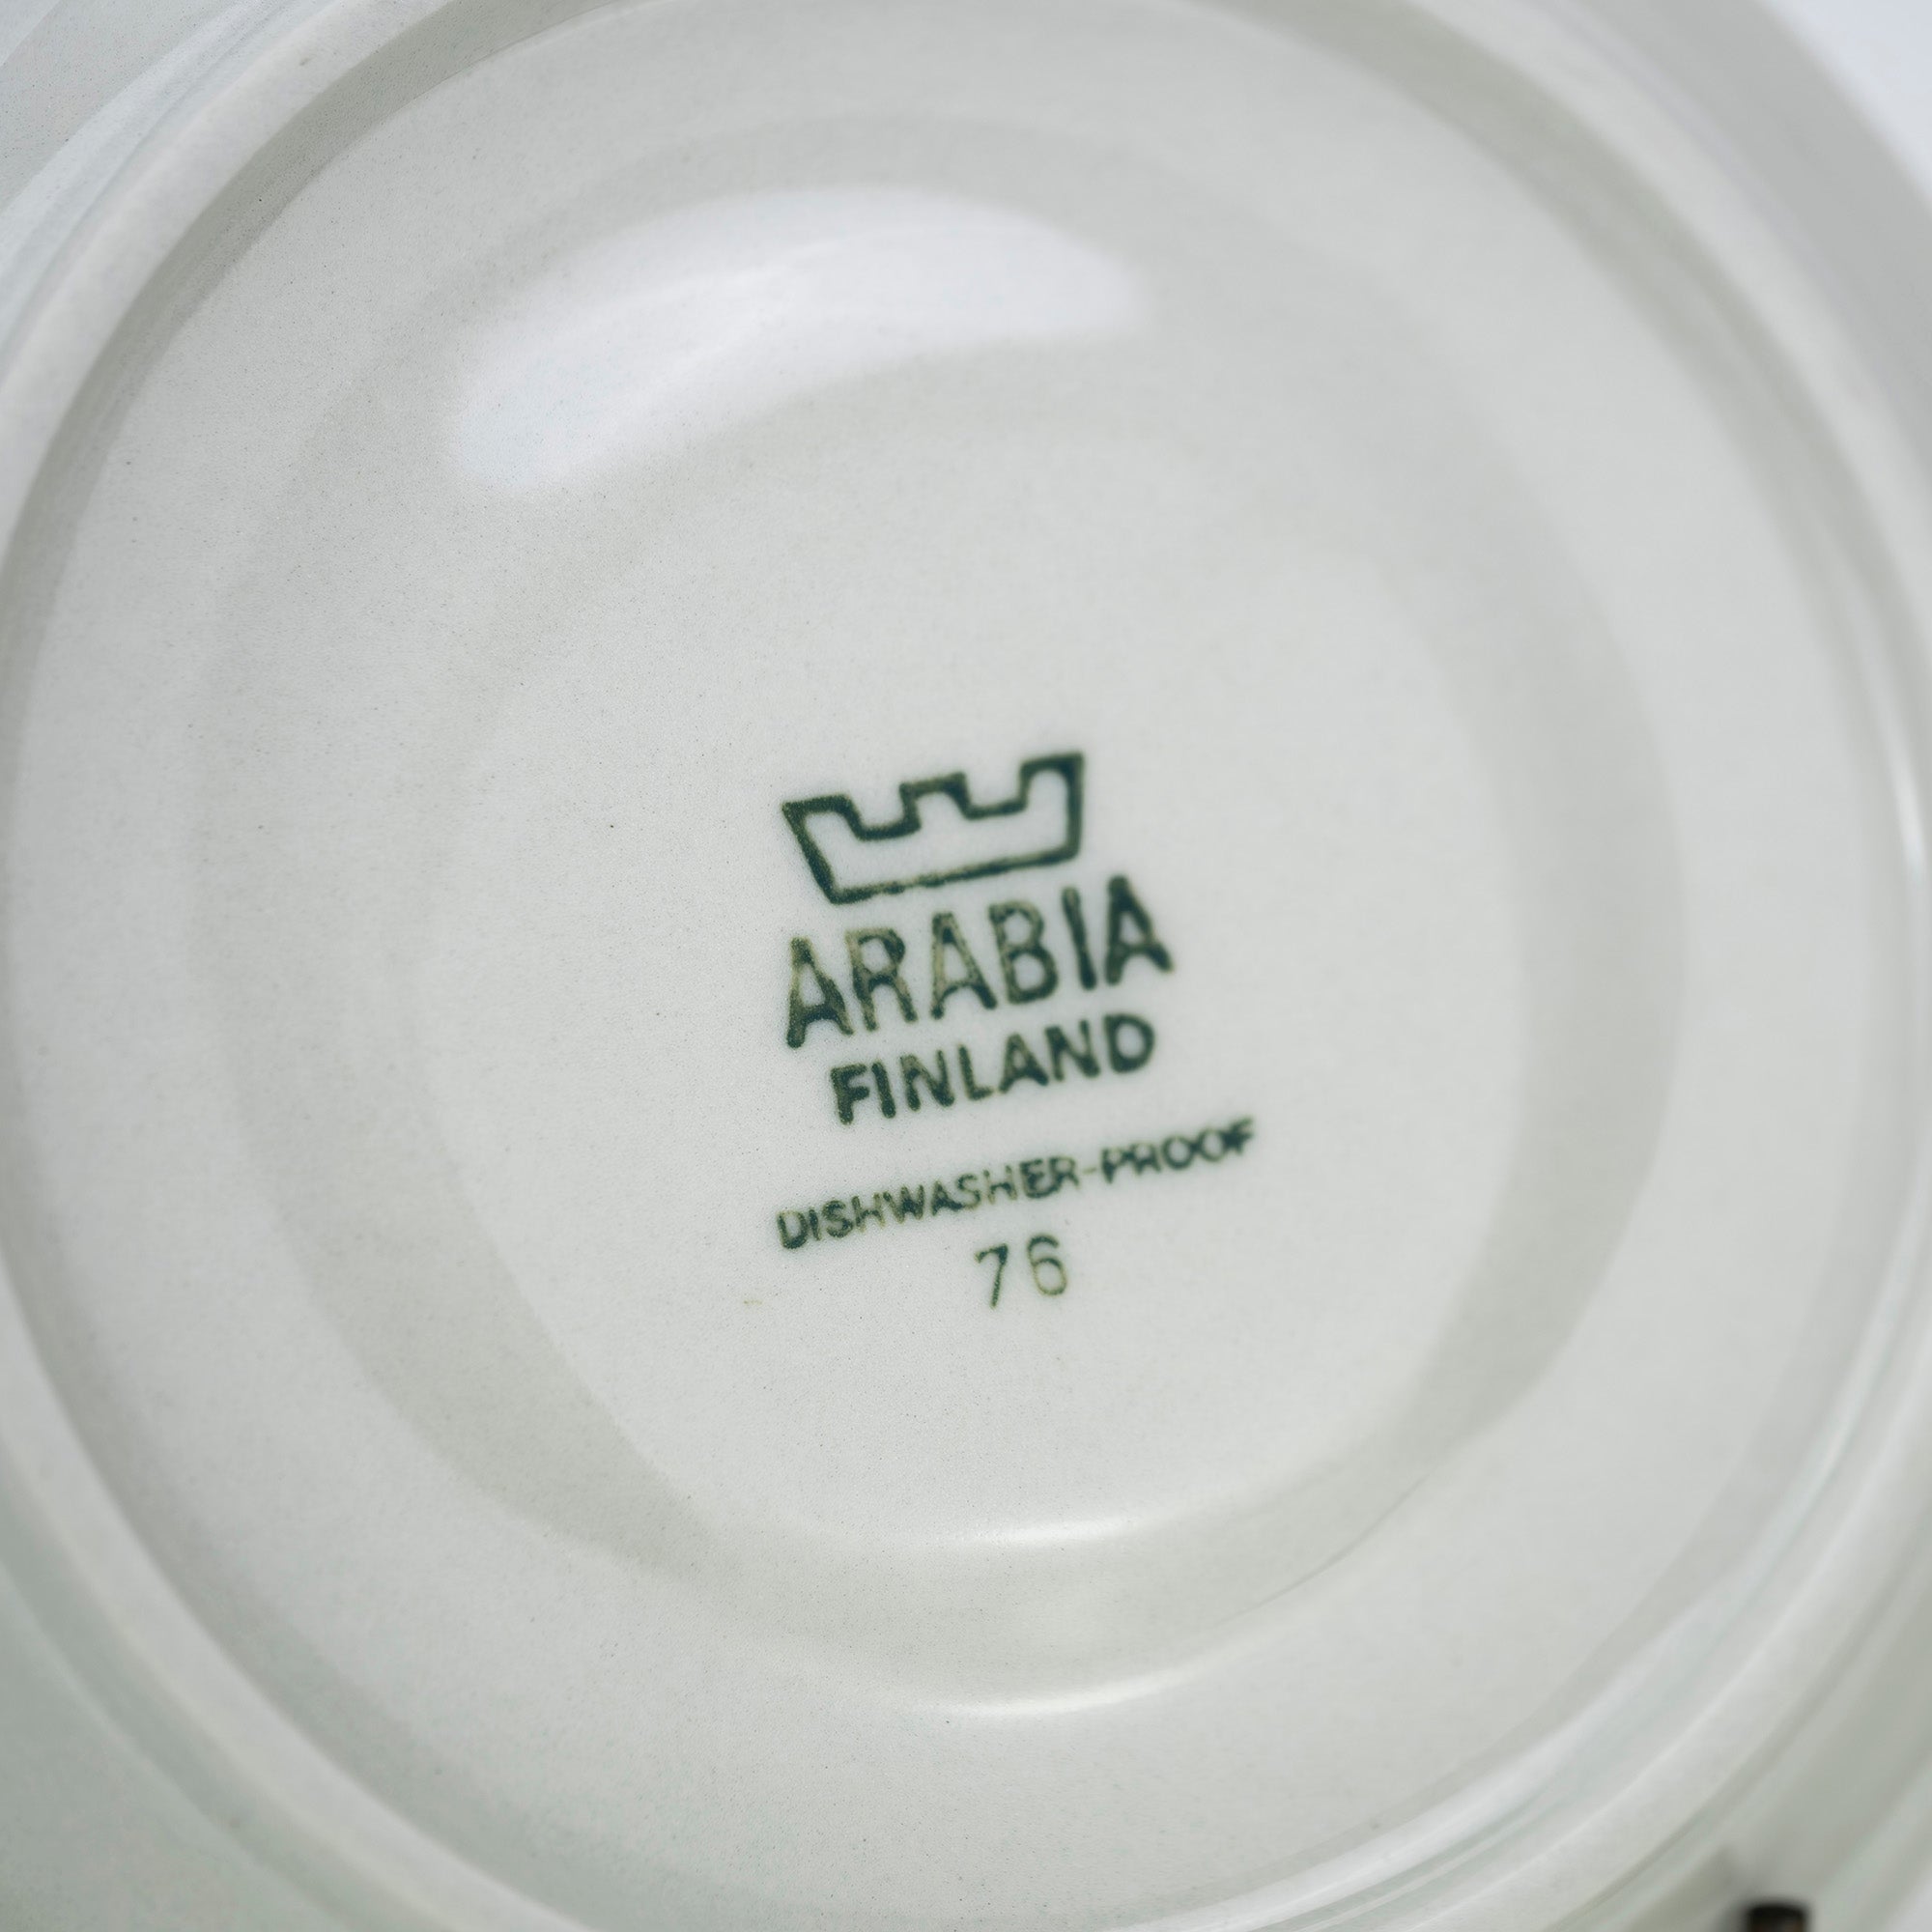 ARABIA
FINLAND
DISHWASHER-PROOF
76